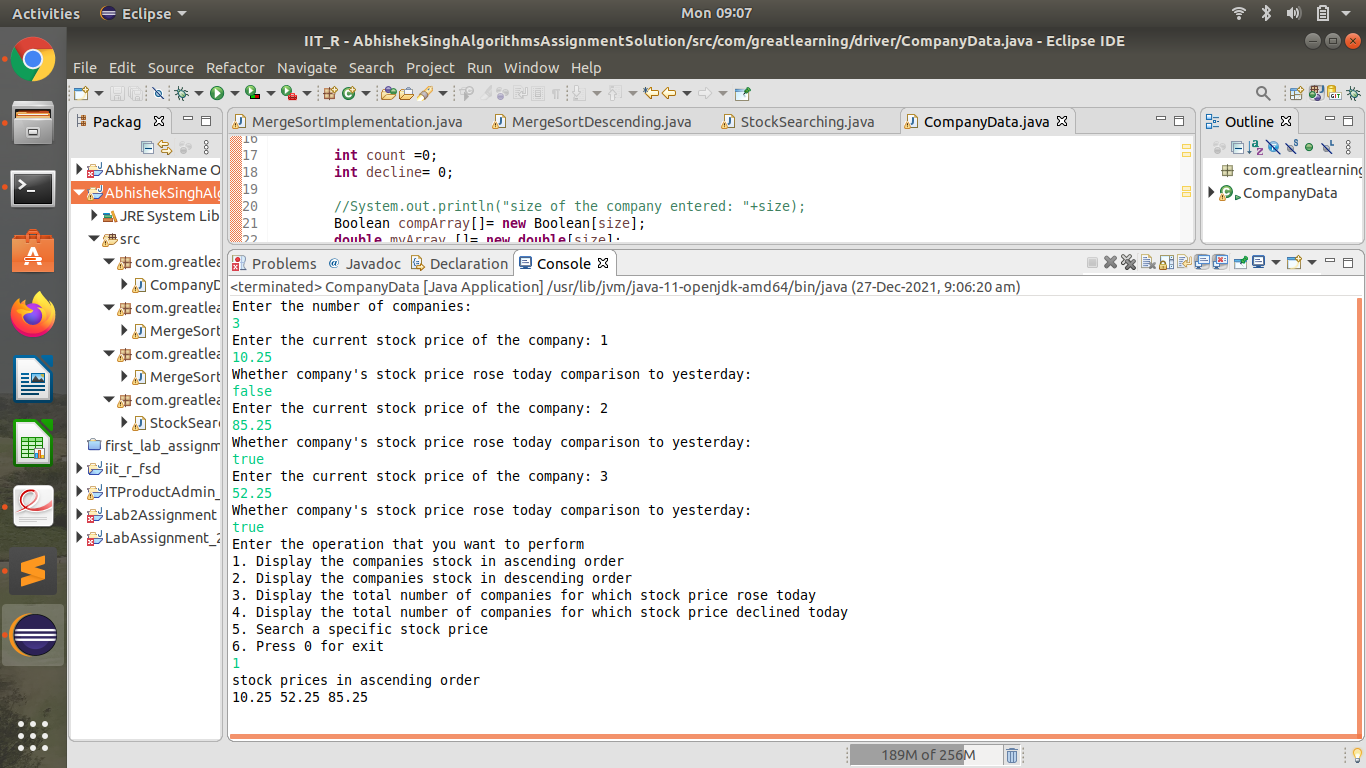 Activities Eclipse Mon 09:07
IIT_R - AbhishekSinghAlgorithmsAssignmentSolution/src/com/greatlearning/driver/CompanyData.java - Eclipse IDE
File Edit Source Refactor Navigate Search Project Run Window Help
Packag
AbhishekName O
AbhishekSinghAlg
JRE System Lib
src
com.greatlea
CompanyD
com.greatlea
MergeSort
com.greatlea
MergeSort
com.greatlea
StockSear
first_lab_assignm
iit_r_fsd
ITProductAdmin_
Lab2Assignment
LabAssignment_2
MergeSortImplementation.java MergeSortDescending.java StockSearching.java CompanyData.java
16
17 int count =0;
18 int decline= 0;
19
20 //System.out.println("size of the company entered: "+size);
21 Boolean compArray[]= new Boolean[size];
22 double myArray []= new double[size];
Outline
com.greatlearning
CompanyData
Problems Javadoc Declaration Console
<terminated> CompanyData [Java Application] /usr/lib/jvm/java-11-openjdk-amd64/bin/java (27-Dec-2021, 9:06:20 am)
Enter the number of companies:
3
Enter the current stock price of the company: 1
10.25
Whether company's stock price rose today comparison to yesterday:
false
Enter the current stock price of the company: 2
85.25
Whether company's stock price rose today comparison to yesterday:
true
Enter the current stock price of the company: 3
52.25
Whether company's stock price rose today comparison to yesterday:
true
Enter the operation that you want to perform
1. Display the companies stock in ascending order
2. Display the companies stock in descending order
3. Display the total number of companies for which stock price rose today
4. Display the total number of companies for which stock price declined today
5. Search a specific stock price
6. Press 0 for exit
1
stock prices in ascending order
10.25 52.25 85.25
189M of 256M